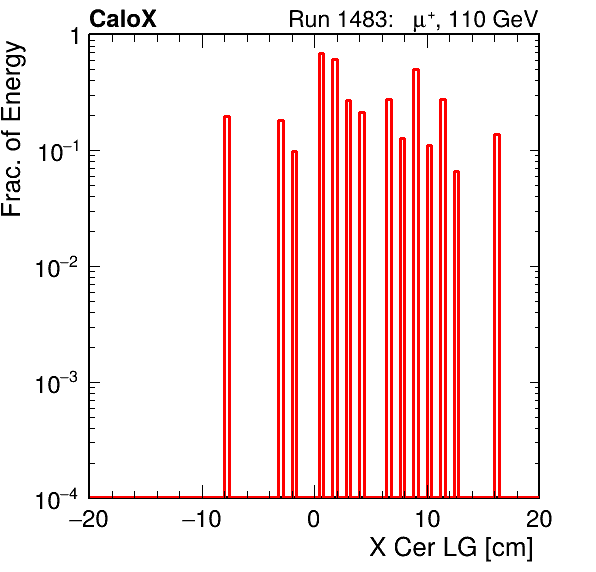 CaloX Run 1483: μ⁺, 110 GeV
Frac. of Energy
1
10⁻¹
10⁻²
10⁻³
10⁻⁴
−20 −10 0 10 20
X Cer LG [cm]